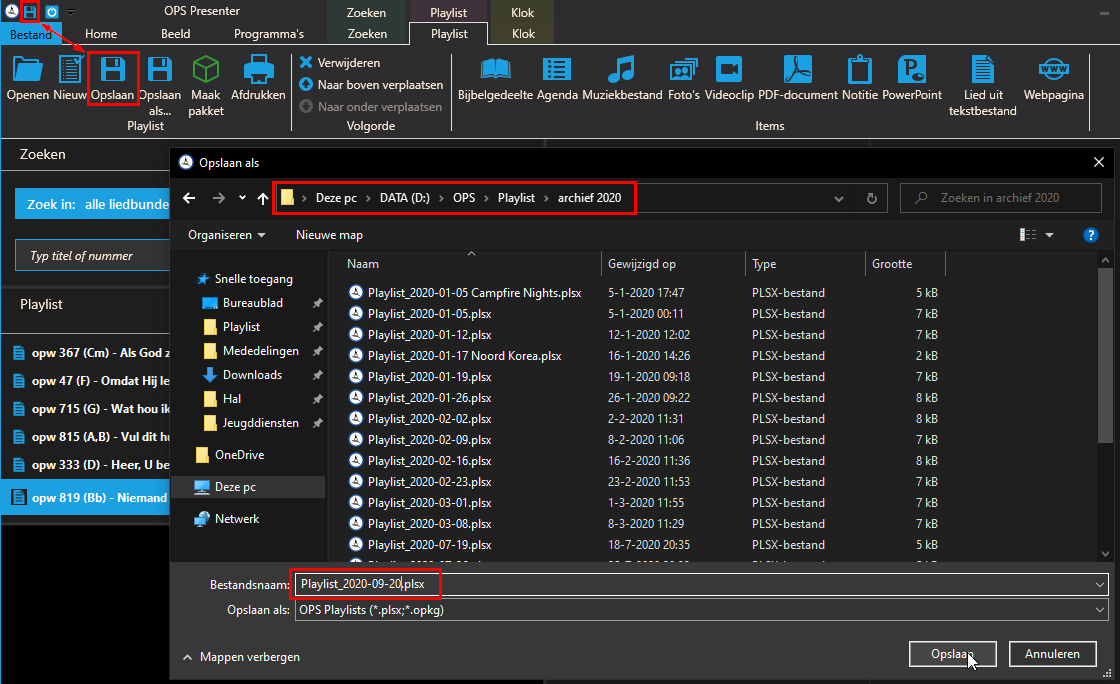 OPS Presenter
Zoeken
Playlist
Klok
Bestand
Home
Beeld
Programma's
Zoeken
Playlist
Klok
Openen
Nieuw
Opslaan
Opslaan als...
Maak pakket
Afdrukken
Playlist
Verwijderen
Naar boven verplaatsen
Naar onder verplaatsen
Volgorde
Bijbelgedeelte
Agenda
Muziekbestand
Foto's
Videoclip
PDF-document
Notitie
PowerPoint
Lied uit tekstbestand
Webpagina
Items
Zoeken
Zoek in: alle liedbunde
Typ titel of nummer
Playlist
opw 367 (Cm) - Als God z
opw 47 (F) - Omdat Hij le
opw 715 (G) - Wat hou ik
opw 815 (A,B) - Vul dit hu
opw 333 (D) - Heer, U be
opw 819 (Bb) - Niemand
Opslaan als
Deze pc > DATA (D:) > OPS > Playlist > archief 2020
Zoeken in archief 2020
Organiseren
Nieuwe map
Snelle toegang
Bureaublad
Playlist
Mededelingen
Downloads
Hal
Jeugddiensten
OneDrive
Deze pc
Netwerk
Naam Gewijzigd op Type Grootte
Playlist_2020-01-05 Campfire Nights.plsx 5-1-2020 17:47 PLSX-bestand 5 kB
Playlist_2020-01-05.plsx 5-1-2020 00:11 PLSX-bestand 7 kB
Playlist_2020-01-12.plsx 12-1-2020 12:02 PLSX-bestand 7 kB
Playlist_2020-01-17 Noord Korea.plsx 16-1-2020 14:26 PLSX-bestand 2 kB
Playlist_2020-01-19.plsx 19-1-2020 09:18 PLSX-bestand 7 kB
Playlist_2020-01-26.plsx 26-1-2020 09:22 PLSX-bestand 8 kB
Playlist_2020-02-02.plsx 2-2-2020 11:31 PLSX-bestand 8 kB
Playlist_2020-02-09.plsx 8-2-2020 11:06 PLSX-bestand 7 kB
Playlist_2020-02-16.plsx 16-2-2020 11:36 PLSX-bestand 8 kB
Playlist_2020-02-23.plsx 23-2-2020 11:53 PLSX-bestand 7 kB
Playlist_2020-03-01.plsx 1-3-2020 11:55 PLSX-bestand 7 kB
Playlist_2020-03-08.plsx 8-3-2020 11:29 PLSX-bestand 7 kB
Playlist_2020-07-19.plsx 18-7-2020 20:35 PLSX-bestand 5 kB
Bestandsnaam: Playlist_2020-09-20.plsx
Opslaan als: OPS Playlists (*.plsx;*.opkg)
Mappen verbergen
Opslaan
Annuleren